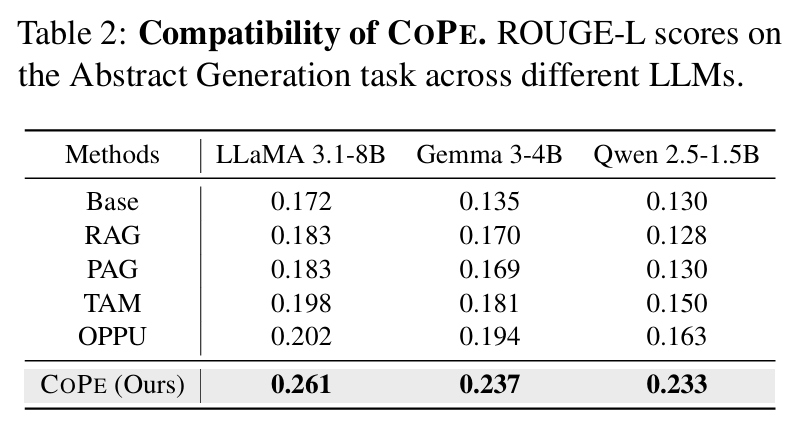 Table 2: Compatibility of COPE. ROUGE-L scores on
the Abstract Generation task across different LLMs.
Methods LLaMA 3.1-8B Gemma 3-4B Qwen 2.5-1.5B
Base 0.172 0.135 0.130
RAG 0.183 0.170 0.128
PAG 0.183 0.169 0.130
TAM 0.198 0.181 0.150
OPPU 0.202 0.194 0.163
COPE (Ours) 0.261 0.237 0.233